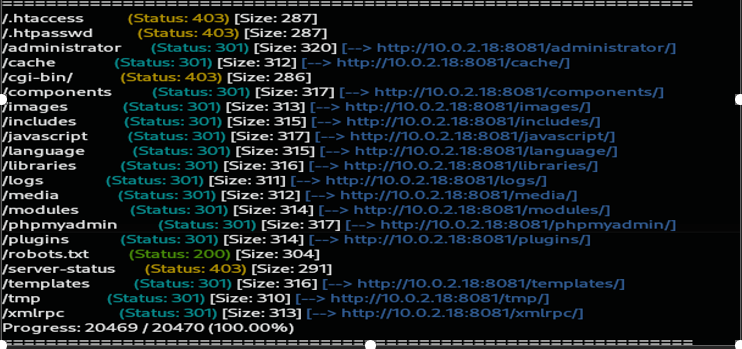 ===============================================================
/.htaccess (Status: 403) [Size: 287]
/.htpasswd (Status: 403) [Size: 287]
/administrator (Status: 301) [Size: 320] [--> http://10.0.2.18:8081/administrator/]
/cache (Status: 301) [Size: 312] [--> http://10.0.2.18:8081/cache/]
/cgi-bin/ (Status: 403) [Size: 286]
/components (Status: 301) [Size: 317] [--> http://10.0.2.18:8081/components/]
/images (Status: 301) [Size: 313] [--> http://10.0.2.18:8081/images/]
/includes (Status: 301) [Size: 315] [--> http://10.0.2.18:8081/includes/]
/javascript (Status: 301) [Size: 317] [--> http://10.0.2.18:8081/javascript/]
/language (Status: 301) [Size: 315] [--> http://10.0.2.18:8081/language/]
/libraries (Status: 301) [Size: 316] [--> http://10.0.2.18:8081/libraries/]
/logs (Status: 301) [Size: 311] [--> http://10.0.2.18:8081/logs/]
/media (Status: 301) [Size: 312] [--> http://10.0.2.18:8081/media/]
/modules (Status: 301) [Size: 314] [--> http://10.0.2.18:8081/modules/]
/phpmyadmin (Status: 301) [Size: 317] [--> http://10.0.2.18:8081/phpmyadmin/]
/plugins (Status: 301) [Size: 314] [--> http://10.0.2.18:8081/plugins/]
/robots.txt (Status: 200) [Size: 304]
/server-status (Status: 403) [Size: 291]
/templates (Status: 301) [Size: 316] [--> http://10.0.2.18:8081/templates/]
/tmp (Status: 301) [Size: 310] [--> http://10.0.2.18:8081/tmp/]
/xmlrpc (Status: 301) [Size: 313] [--> http://10.0.2.18:8081/xmlrpc/]
Progress: 20469 / 20470 (100.00%)
===============================================================